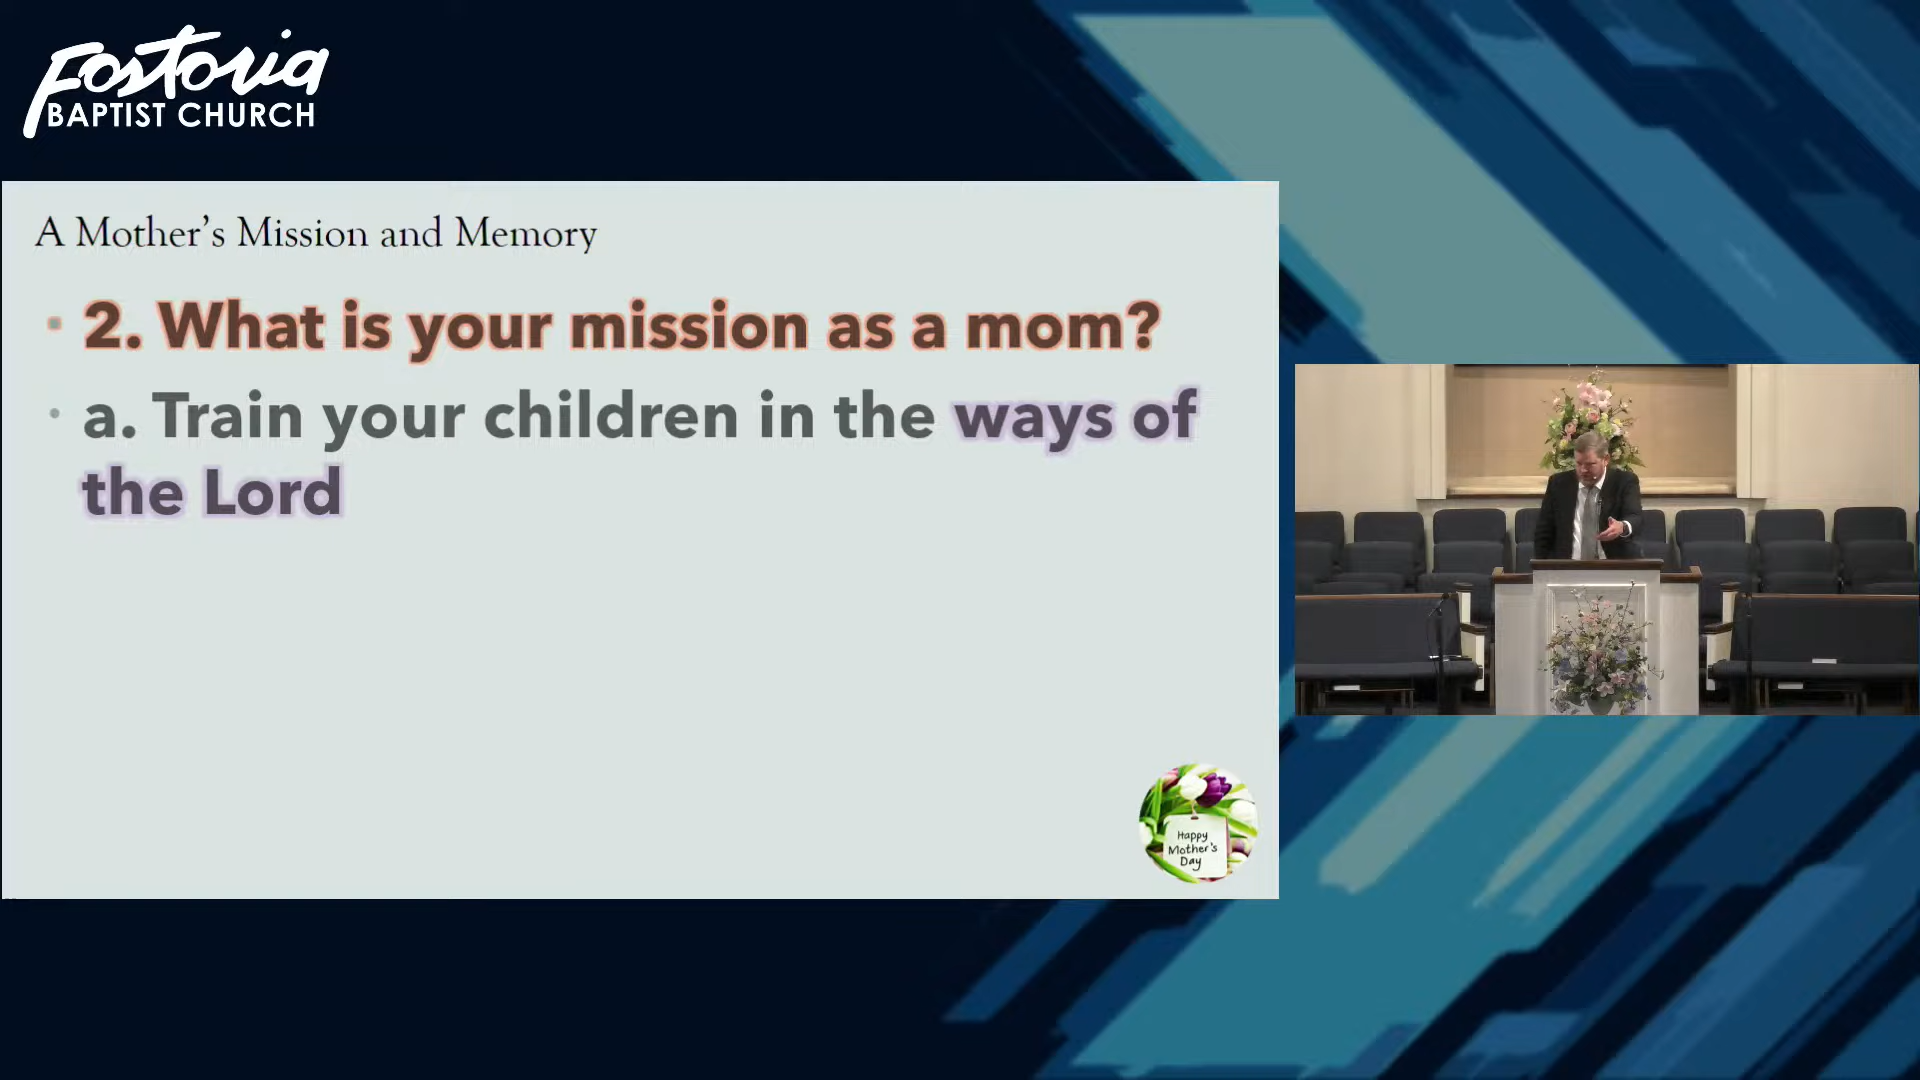 Fostoria
BAPTIST CHURCH
A Mother's Mission and Memory
• 2. What is your mission as a mom?
• a. Train your children in the ways of
the Lord
Happy
Mother's
Day